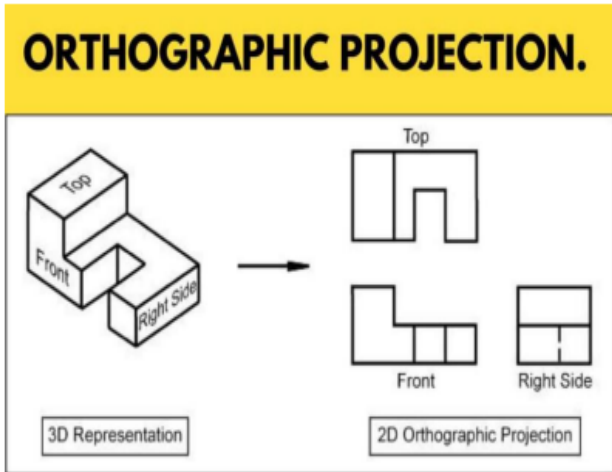 ORTHOGRAPHIC PROJECTION.
Top
Top
Front
Right Side
Front
Right Side
3D Representation
2D Orthographic Projection